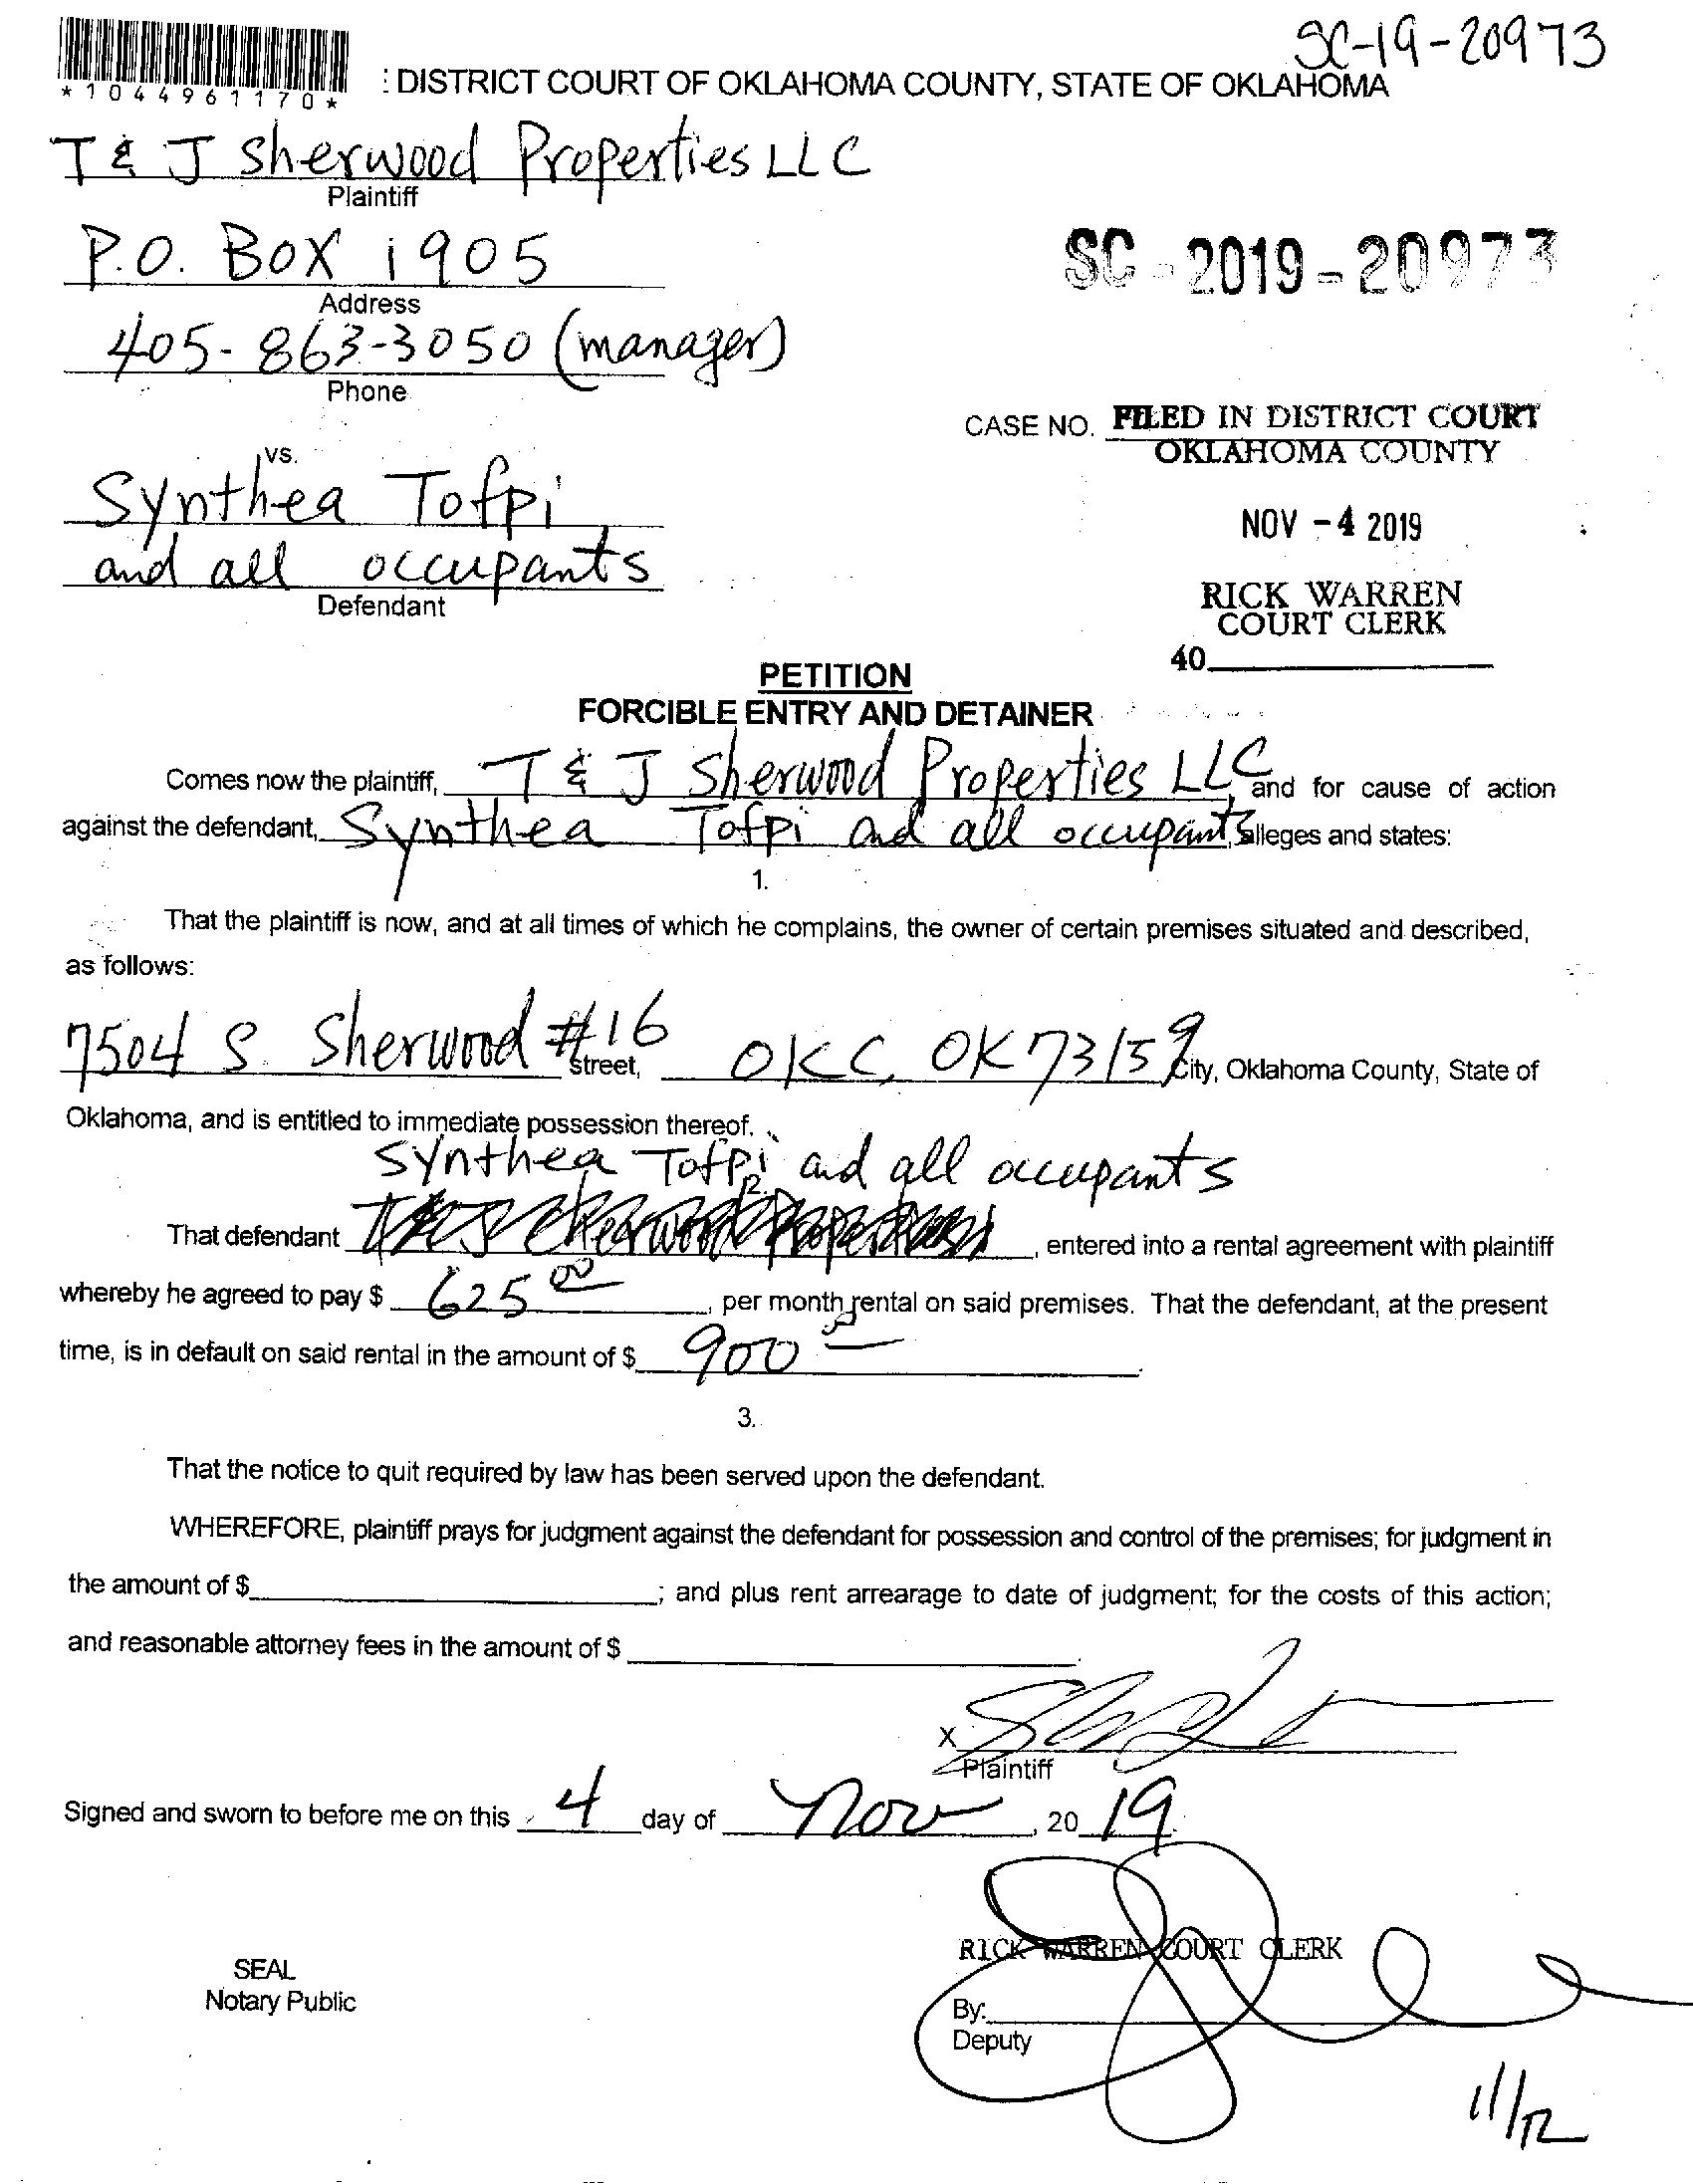 SC-19-20973
*1044961170*
: DISTRICT COURT OF OKLAHOMA COUNTY, STATE OF OKLAHOMA
T & J Sherwood Properties LLC
Plaintiff
P.O. BOX 1905
SC-2019-20973
Address
405-863-3050 (manager)
Phone
CASE NO. FILED IN DISTRICT COURT
OKLAHOMA COUNTY
vs.
Synthea Tofpi
NOV -4 2019
and all occupants
Defendant
RICK WARREN
COURT CLERK
40
PETITION
FORCIBLE ENTRY AND DETAINER
Comes now the plaintiff, T & J Sherwood Properties LLC and for cause of action
against the defendant, Synthea Tofpi and all occupants, alleges and states:
1.
That the plaintiff is now, and at all times of which he complains, the owner of certain premises situated and described,
as follows:
7504 S. Sherwood #16 Street, OKC, OK 73159 City, Oklahoma County, State of
Oklahoma, and is entitled to immediate possession thereof.
Synthea Tofpi and all occupants
2.
That defendant , entered into a rental agreement with plaintiff
whereby he agreed to pay $ 625 00 , per month rental on said premises. That the defendant, at the present
time, is in default on said rental in the amount of $ 900 00 .
3.
That the notice to quit required by law has been served upon the defendant.
WHEREFORE, plaintiff prays for judgment against the defendant for possession and control of the premises; for judgment in
the amount of $ ; and plus rent arrearage to date of judgment; for the costs of this action;
and reasonable attorney fees in the amount of $ .
X
Plaintiff
Signed and sworn to before me on this 4 day of Nov , 20 19.
RICK WARREN COURT CLERK
SEAL
Notary Public
By:
Deputy
11/12